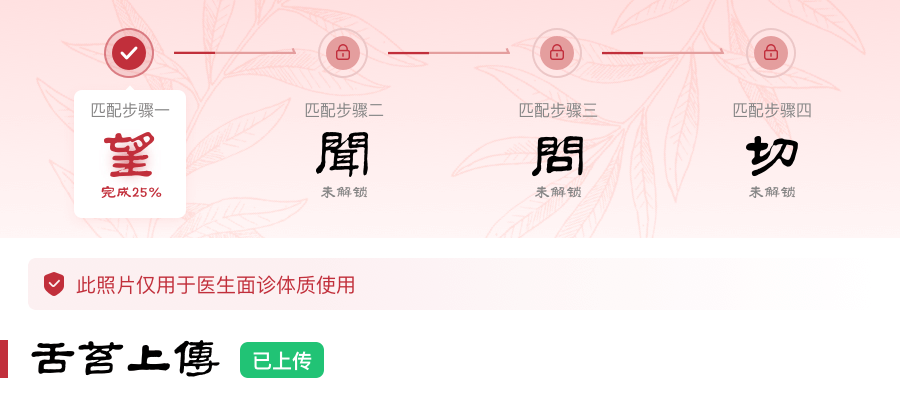 匹配步骤一 匹配步骤二 匹配步骤三 匹配步骤四
望 聞 問 切
完成25% 未解锁 未解锁 未解锁
此照片仅用于医生面诊体质使用
舌苔上傳 已上传